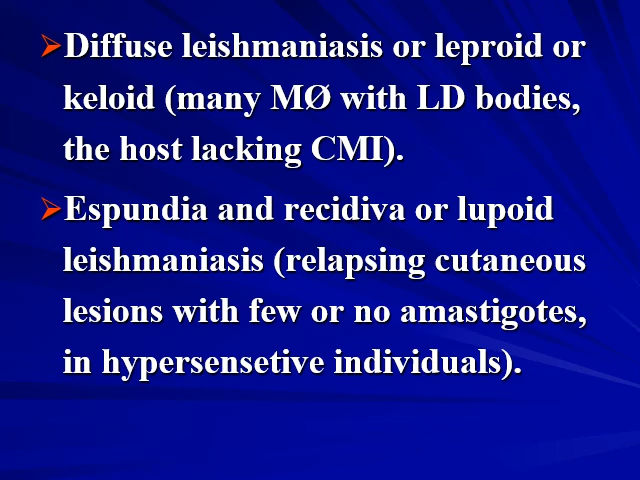 ➢Diffuse leishmaniasis or leproid or
keloid (many MØ with LD bodies,
the host lacking CMI).
➢Espundia and recidiva or lupoid
leishmaniasis (relapsing cutaneous
lesions with few or no amastigotes,
in hypersensetive individuals).